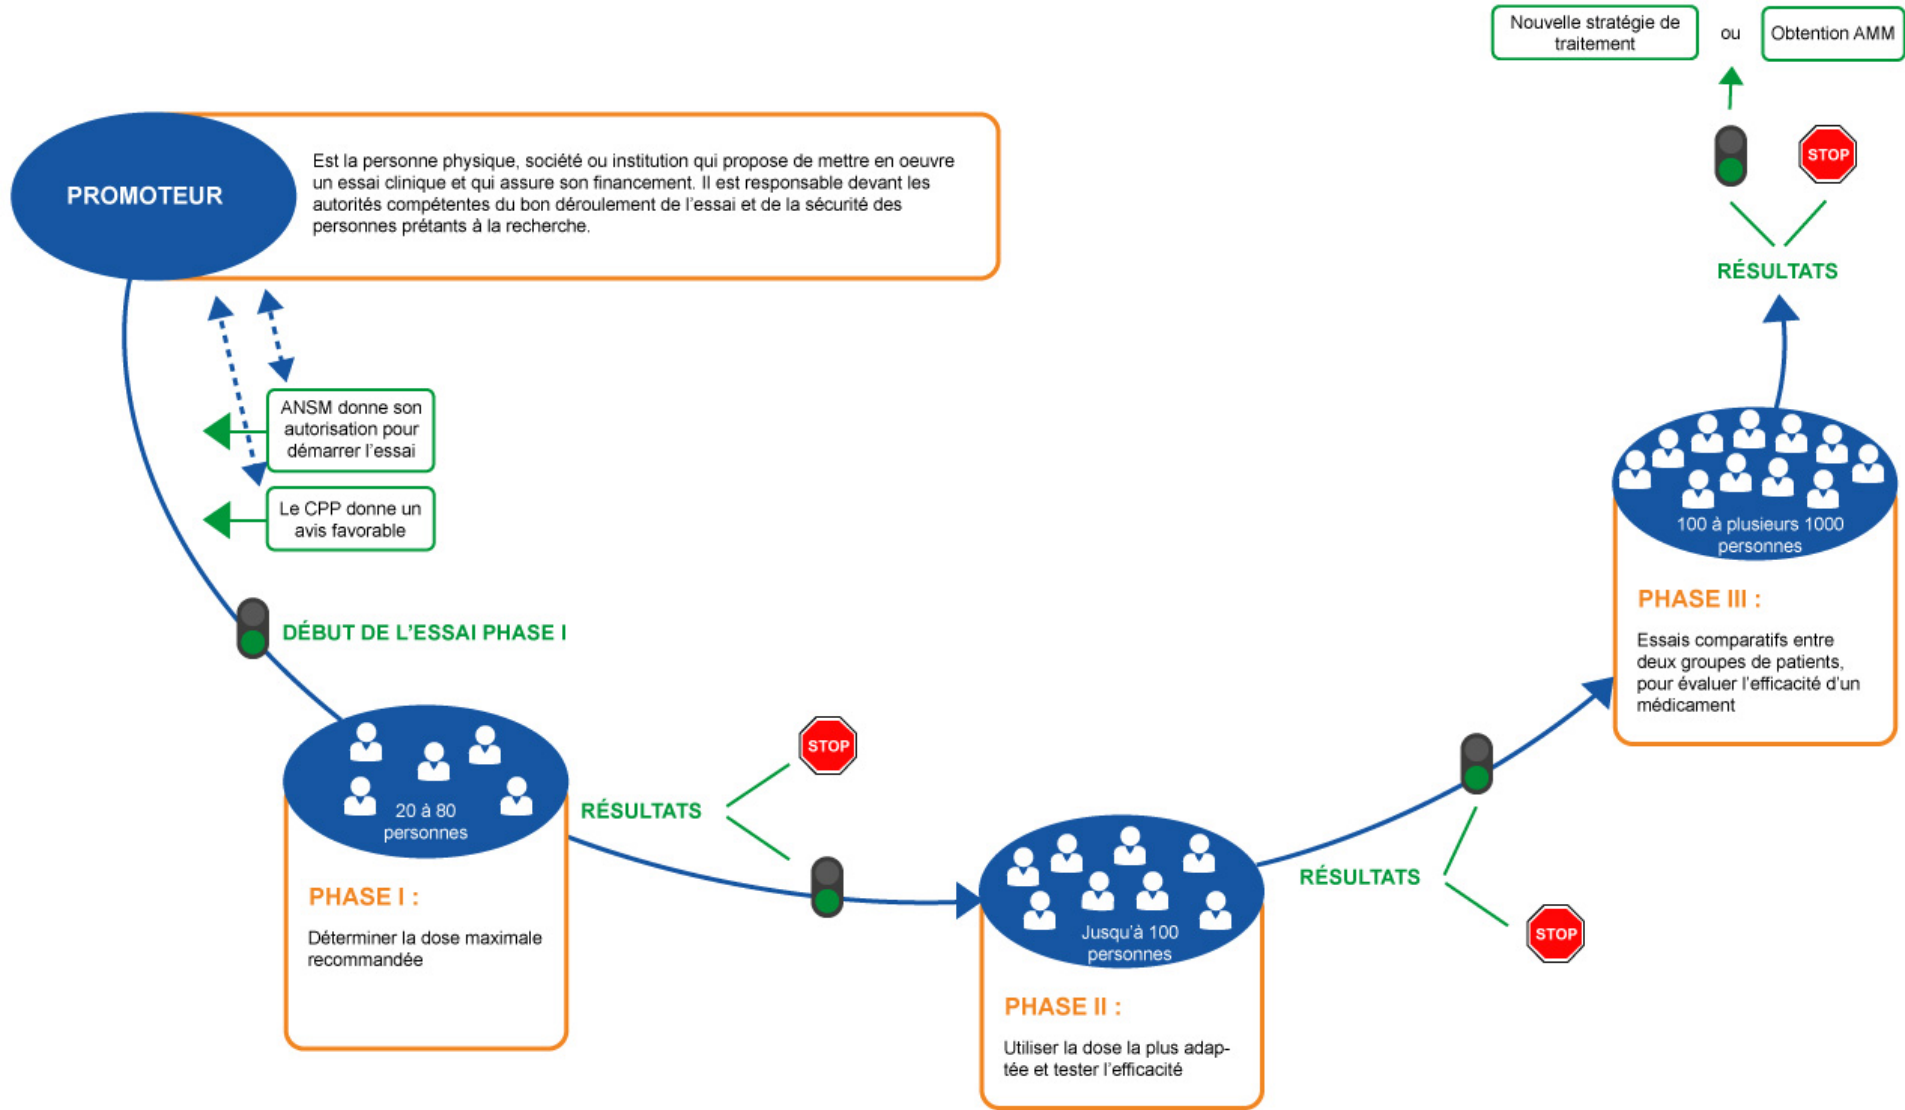 Nouvelle stratégie de
traitement
ou
Obtention AMM
STOP
RÉSULTATS
PROMOTEUR
Est la personne physique, société ou institution qui propose de mettre en oeuvre
un essai clinique et qui assure son financement. Il est responsable devant les
autorités compétentes du bon déroulement de l'essai et de la sécurité des
personnes prétants à la recherche.
ANSM donne son
autorisation pour
démarrer l'essai
Le CPP donne un
avis favorable
DÉBUT DE L'ESSAI PHASE I
20 à 80
personnes
PHASE I :
Déterminer la dose maximale
recommandée
RÉSULTATS
STOP
Jusqu'à 100
personnes
PHASE II :
Utiliser la dose la plus adap-
tée et tester l'efficacité
RÉSULTATS
STOP
100 à plusieurs 1000
personnes
PHASE III :
Essais comparatifs entre
deux groupes de patients,
pour évaluer l'efficacité d'un
médicament